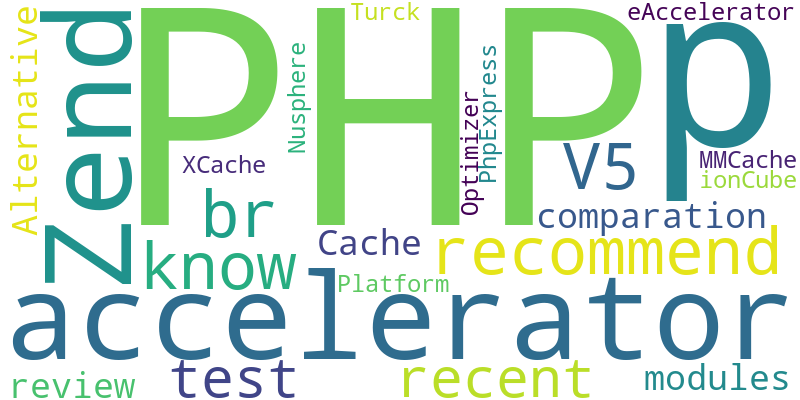 Turck
eAccelerator
Alternative
Zend
PHP
p
Nusphere
Optimizer
PhpExpress
XCache
V5
MMCache
ionCube
br
comparation
Cache
know
recommend
Platform
accelerator
review
test
recent
modules